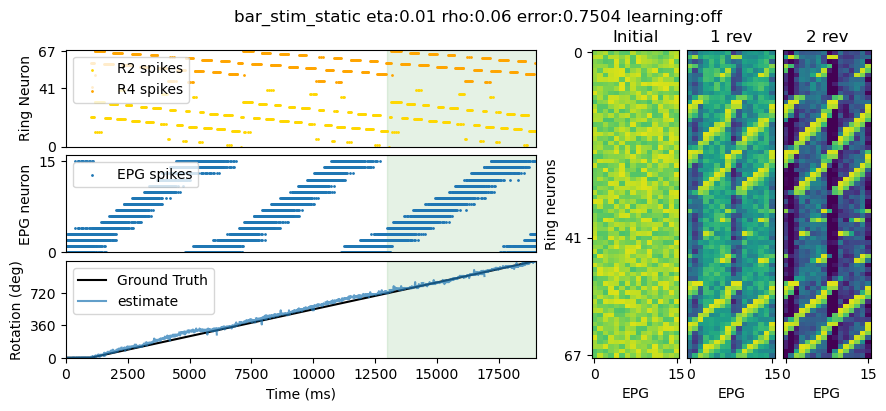 bar_stim_static eta:0.01 rho:0.06 error:0.7504 learning:off
Ring Neuron
67
41
0
R2 spikes
R4 spikes
EPG neuron
15
0
EPG spikes
Rotation (deg)
720
360
0
Ground Truth
estimate
0 2500 5000 7500 10000 12500 15000 17500
Time (ms)
Initial 1 rev 2 rev
Ring neurons
0
41
67
0 15 0 15 0 15
EPG EPG EPG